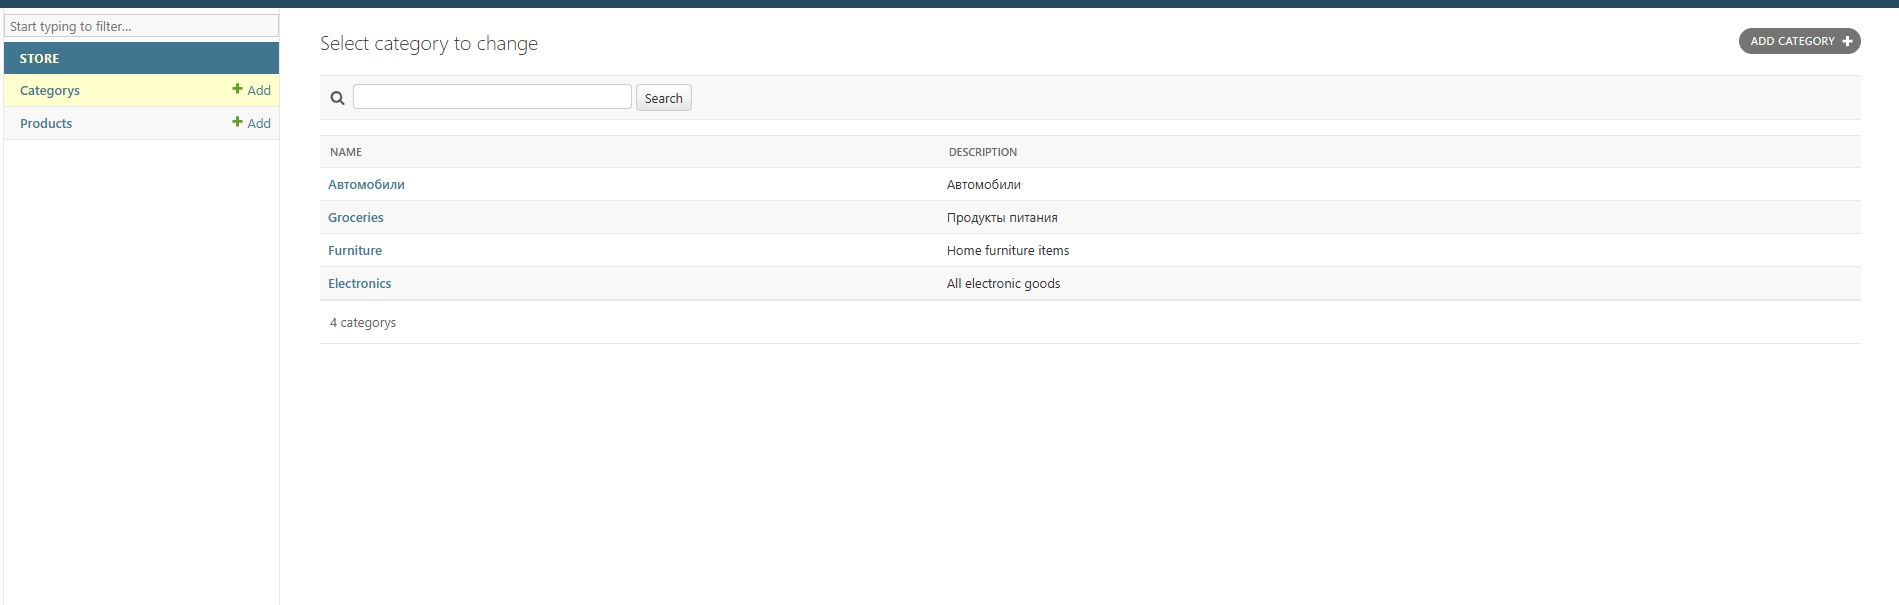 Start typing to filter...
STORE
Categorys + Add
Products + Add
Select category to change
ADD CATEGORY +
Search
NAME DESCRIPTION
Автомобили Автомобили
Groceries Продукты питания
Furniture Home furniture items
Electronics All electronic goods
4 categorys